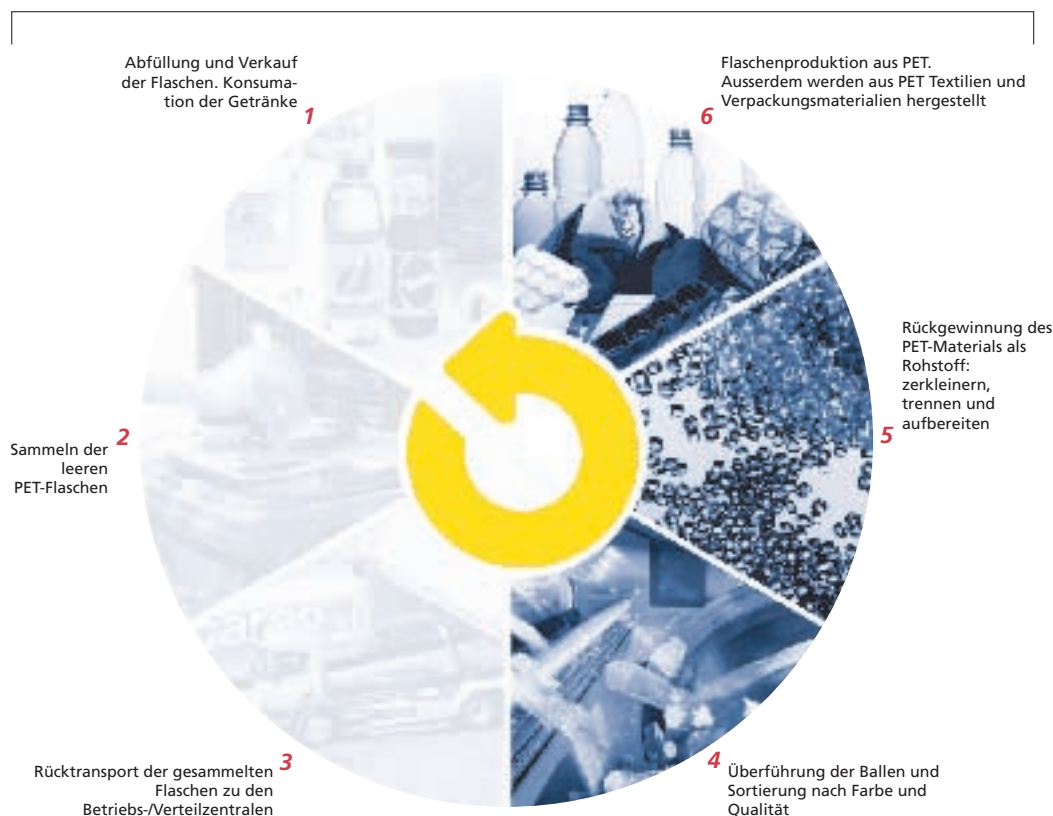 Abfüllung und Verkauf
der Flaschen. Konsuma-
tion der Getränke
1
Sammeln der
leeren
PET-Flaschen
2
Rücktransport der gesammelten
Flaschen zu den
Betriebs-/Verteilzentralen
3
4
Überführung der Ballen und
Sortierung nach Farbe und
Qualität
5
Rückgewinnung des
PET-Materials als
Rohstoff:
zerkleinern,
trennen und
aufbereiten
6
Flaschenproduktion aus PET.
Ausserdem werden aus PET Textilien und
Verpackungsmaterialien hergestellt